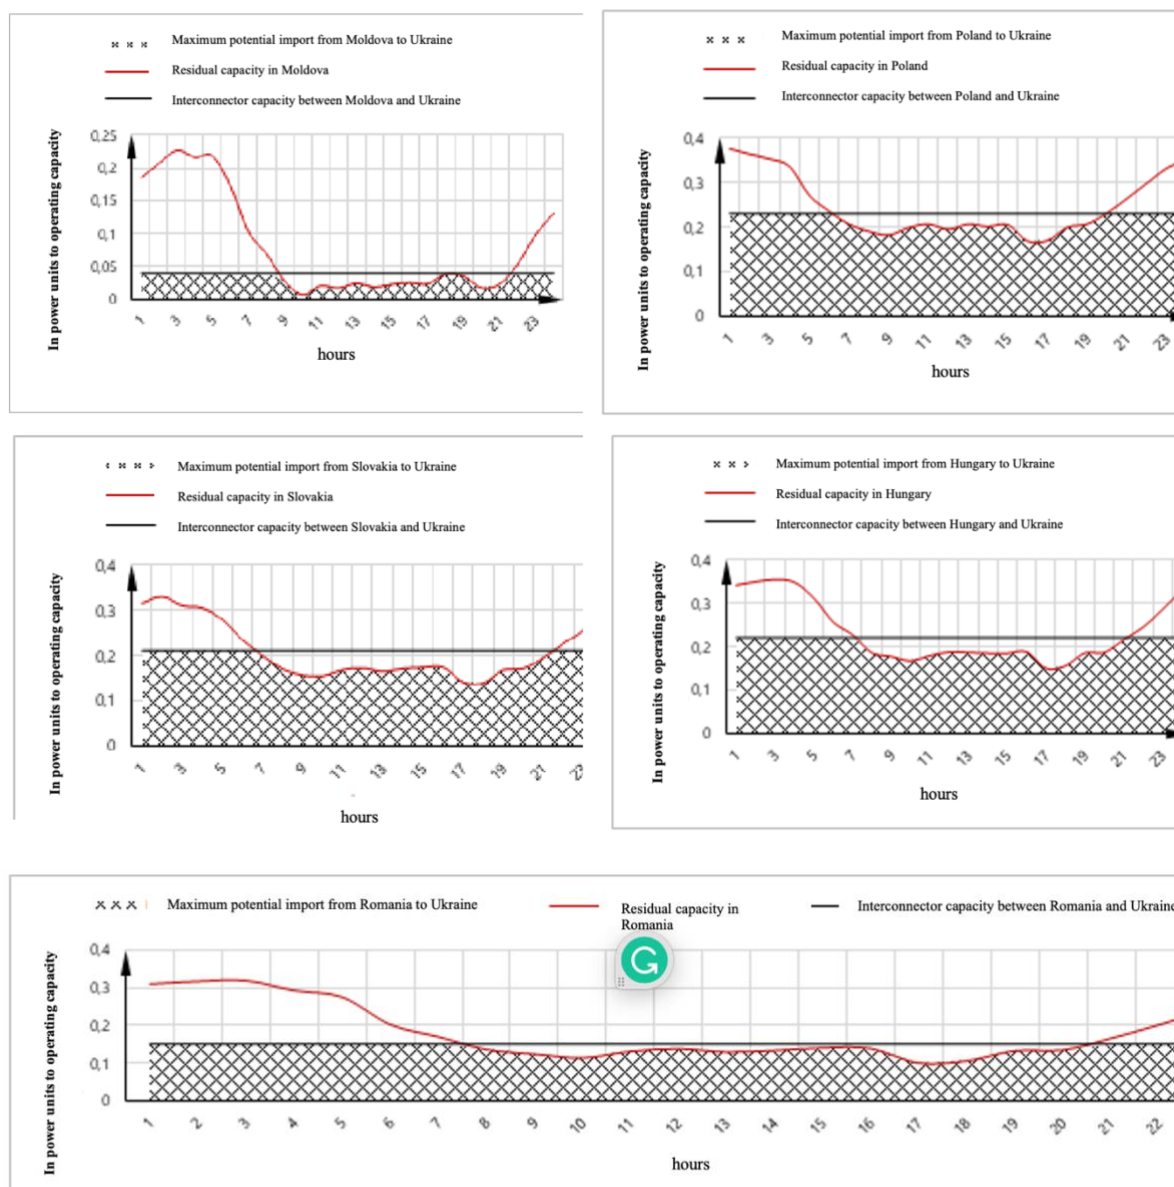 Maximum potential import from Moldova to Ukraine
Residual capacity in Moldova
Interconnector capacity between Moldova and Ukraine
In power units to operating capacity
0,25
0,2
0,15
0,1
0,05
0
1 3 5 7 9 11 13 15 17 19 21 23
hours
Maximum potential import from Poland to Ukraine
Residual capacity in Poland
Interconnector capacity between Poland and Ukraine
In power units to operating capacity
0,4
0,3
0,2
0,1
0
1 3 5 7 9 11 13 15 17 19 21 23
hours
Maximum potential import from Slovakia to Ukraine
Residual capacity in Slovakia
Interconnector capacity between Slovakia and Ukraine
In power units to operating capacity
0,4
0,3
0,2
0,1
0
1 3 5 7 9 11 13 15 17 19 21 23
hours
Maximum potential import from Hungary to Ukraine
Residual capacity in Hungary
Interconnector capacity between Hungary and Ukraine
In power units to operating capacity
0,4
0,3
0,2
0,1
0
1 3 5 7 9 11 13 15 17 19 21 23
hours
Maximum potential import from Romania to Ukraine
Residual capacity in
Romania
Interconnector capacity between Romania and Ukraine
In power units to operating capacity
0,4
0,3
0,2
0,1
0
1 2 3 4 5 6 7 8 9 10 11 12 13 14 15 16 17 18 19 20 21 22
hours